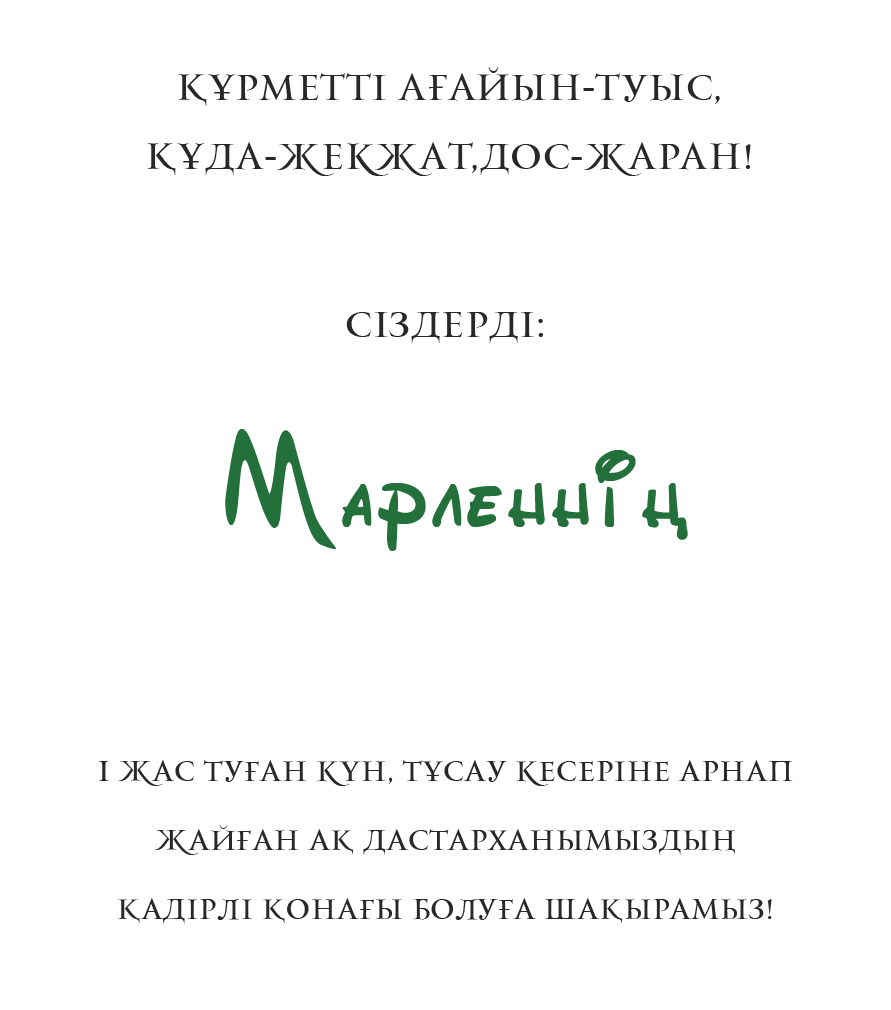 ҚҰРМЕТТІ АҒАЙЫН-ТУЫС,
ҚҰДА-ЖЕКЖАТ,ДОС-ЖАРАН!
СІЗДЕРДІ:
Марленнің
І ЖАС ТУҒАН КҮН, ТҰСАУ КЕСЕРІНЕ АРНАП
ЖАЙҒАН АҚ ДАСТАРХАНЫМЫЗДЫҢ
ҚАДІРЛІ ҚОНАҒЫ БОЛУҒА ШАҚЫРАМЫЗ!